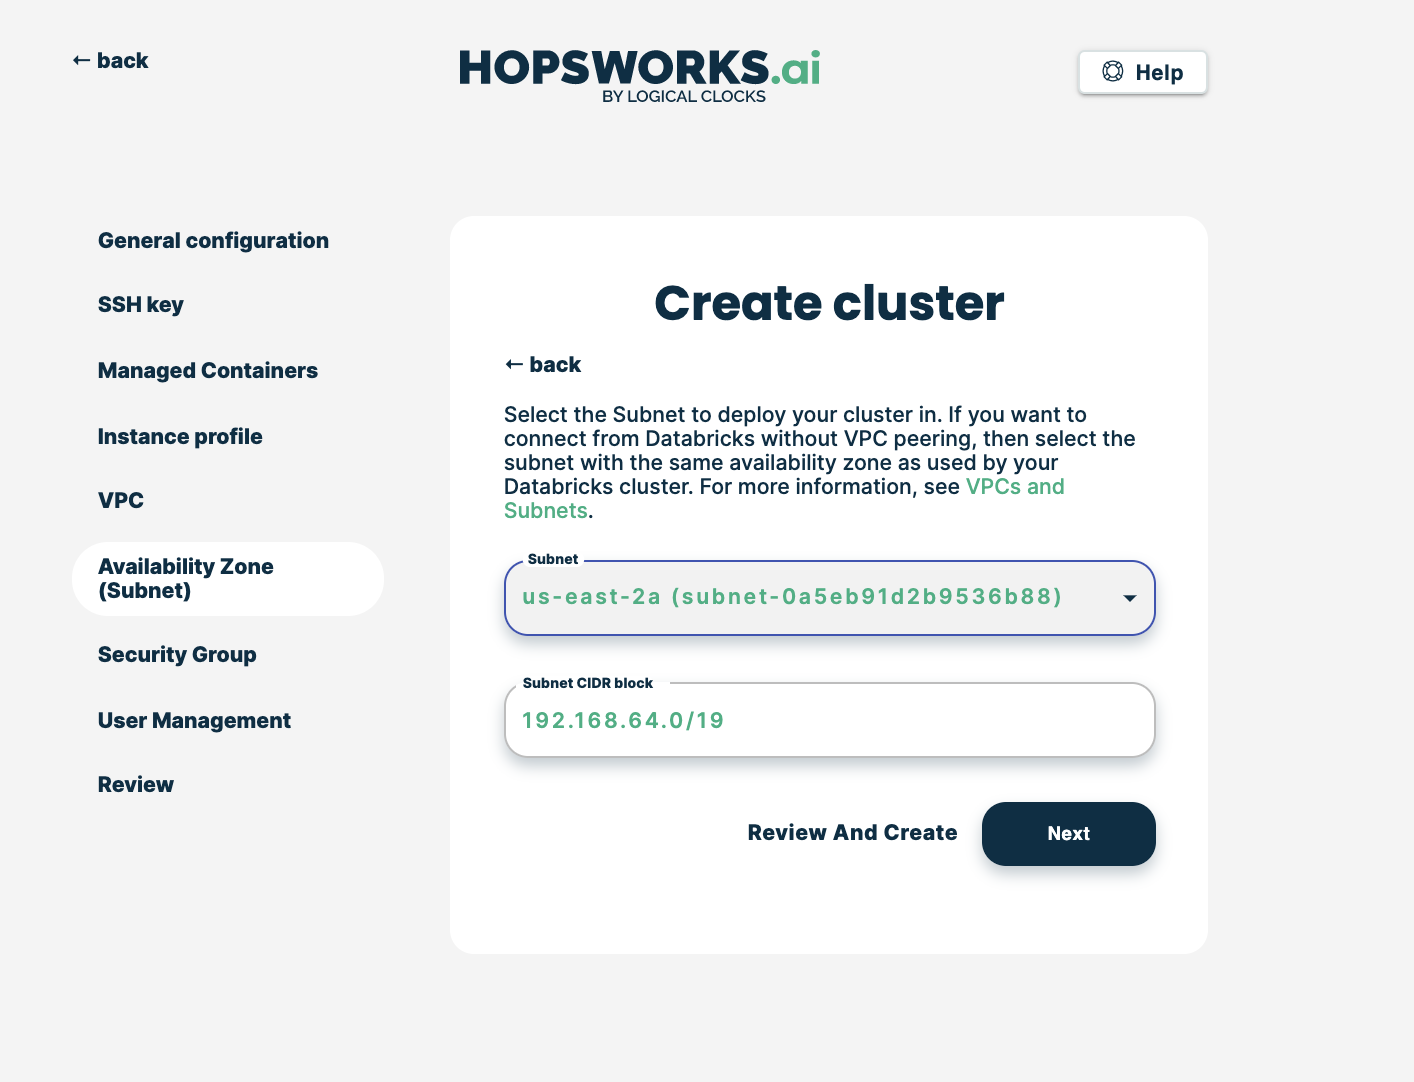 ← back
HOPSWORKS.ai
BY LOGICAL CLOCKS
Help
General configuration
SSH key
Managed Containers
Instance profile
VPC
Availability Zone
(Subnet)
Security Group
User Management
Review
Create cluster
← back
Select the Subnet to deploy your cluster in. If you want to
connect from Databricks without VPC peering, then select the
subnet with the same availability zone as used by your
Databricks cluster. For more information, see VPCs and
Subnets.
Subnet
us-east-2a (subnet-0a5eb91d2b9536b88)
Subnet CIDR block
192.168.64.0/19
Review And Create
Next